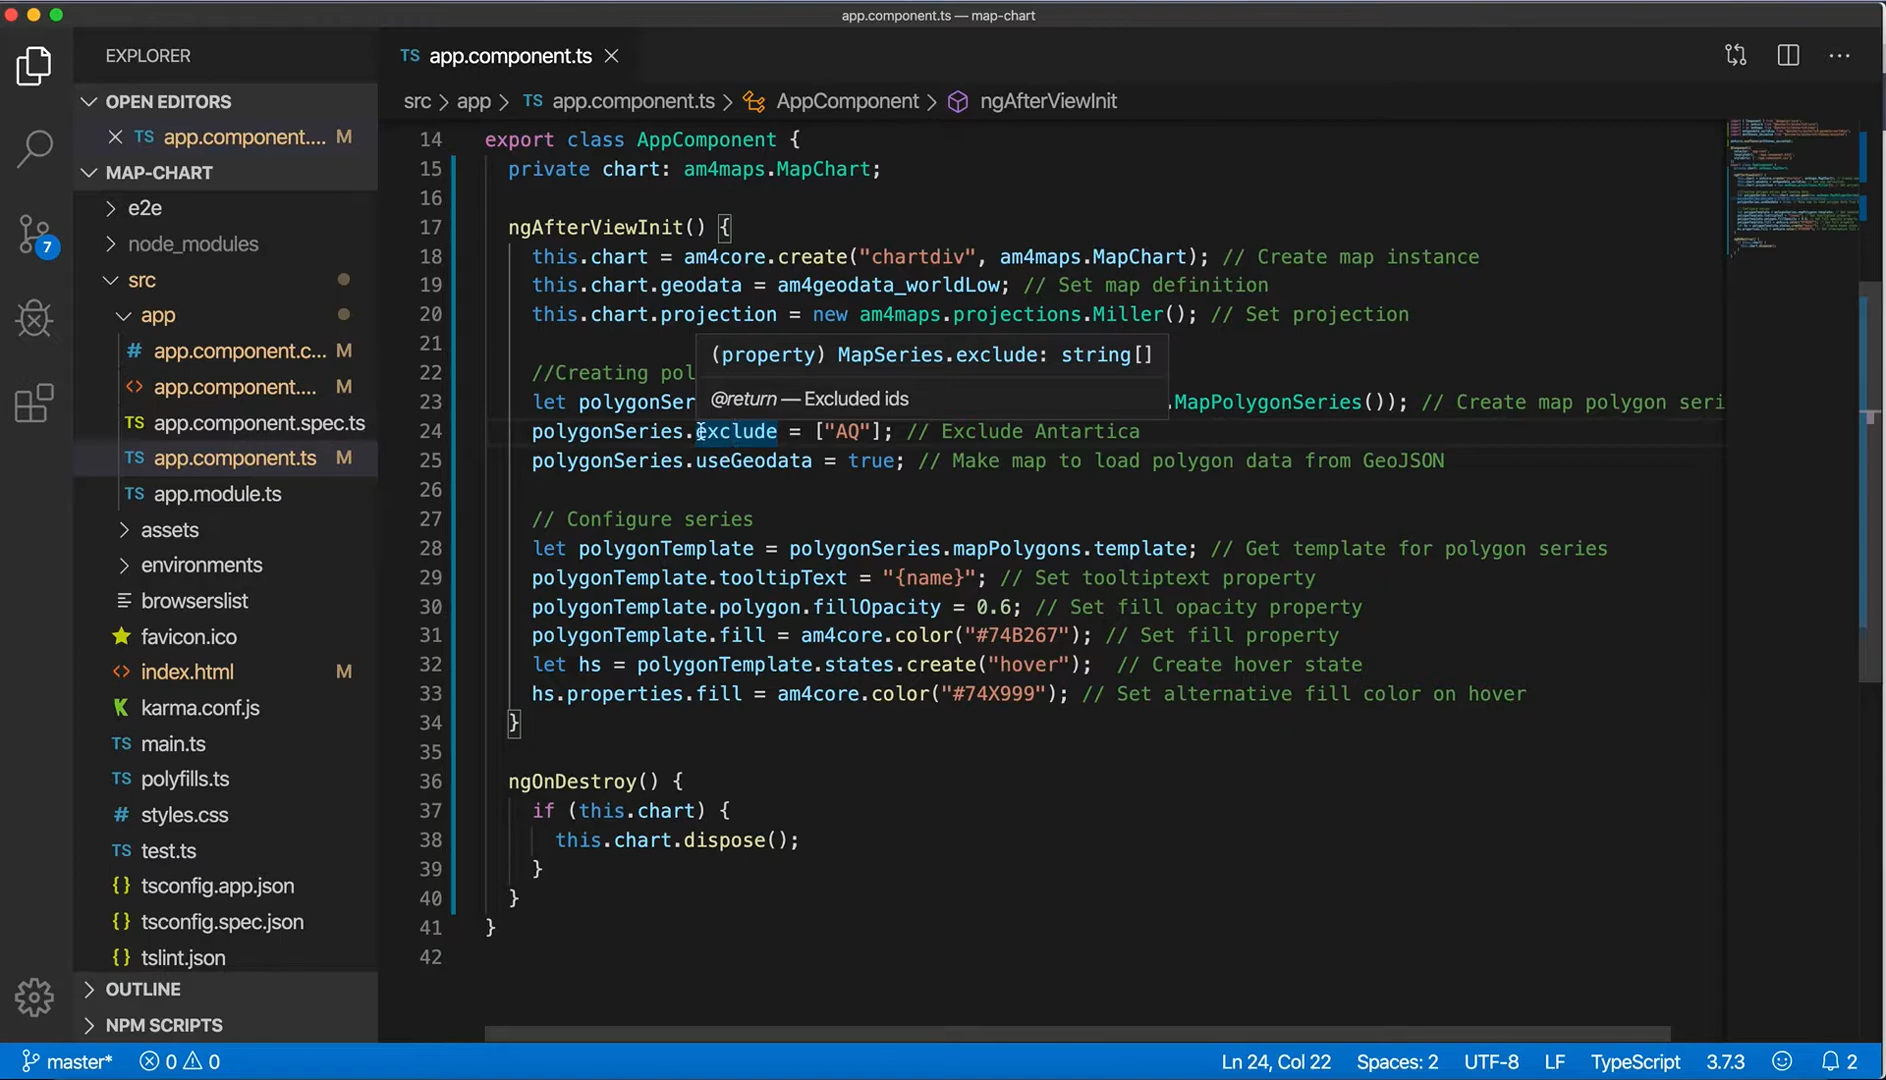 app.component.ts — map-chart
EXPLORER
OPEN EDITORS
TS app.component.... M
MAP-CHART
e2e
node_modules
src
app
# app.component.c... M
<> app.component.... M
TS app.component.spec.ts
TS app.component.ts M
TS app.module.ts
assets
environments
browserslist
favicon.ico
<> index.html M
karma.conf.js
TS main.ts
TS polyfills.ts
# styles.css
TS test.ts
{} tsconfig.app.json
{} tsconfig.spec.json
{} tslint.json
OUTLINE
NPM SCRIPTS
7
TS app.component.ts
src > app > TS app.component.ts > AppComponent > ngAfterViewInit
14 export class AppComponent {
15 private chart: am4maps.MapChart;
16
17 ngAfterViewInit() {
18 this.chart = am4core.create("chartdiv", am4maps.MapChart); // Create map instance
19 this.chart.geodata = am4geodata_worldLow; // Set map definition
20 this.chart.projection = new am4maps.projections.Miller(); // Set projection
21
(property) MapSeries.exclude: string[]
22 //Creating pol
@return — Excluded ids
23 let polygonSer .MapPolygonSeries()); // Create map polygon seri
24 polygonSeries.exclude = ["AQ"]; // Exclude Antartica
25 polygonSeries.useGeodata = true; // Make map to load polygon data from GeoJSON
26
27 // Configure series
28 let polygonTemplate = polygonSeries.mapPolygons.template; // Get template for polygon series
29 polygonTemplate.tooltipText = "{name}"; // Set tooltiptext property
30 polygonTemplate.polygon.fillOpacity = 0.6; // Set fill opacity property
31 polygonTemplate.fill = am4core.color("#74B267"); // Set fill property
32 let hs = polygonTemplate.states.create("hover"); // Create hover state
33 hs.properties.fill = am4core.color("#74X999"); // Set alternative fill color on hover
34 }
35
36 ngOnDestroy() {
37 if (this.chart) {
38 this.chart.dispose();
39 }
40 }
41 }
42
master* 0 0 Ln 24, Col 22 Spaces: 2 UTF-8 LF TypeScript 3.7.3 2